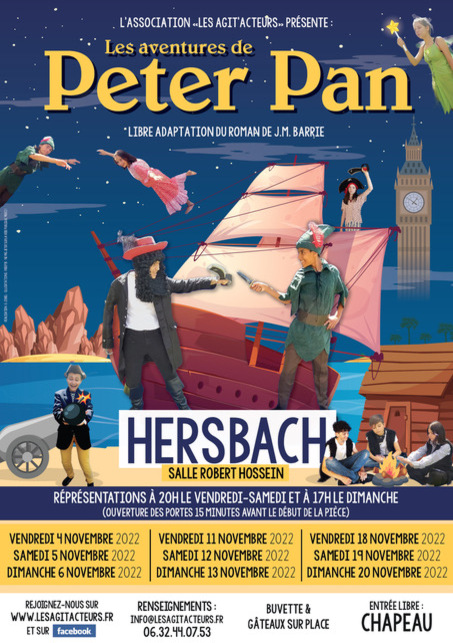 L'ASSOCIATION «LES AGIT'ACTEURS» PRÉSENTE :
Les aventures de
Peter Pan
LIBRE ADAPTATION DU ROMAN DE J.M. BARRIE
HERSBACH
SALLE ROBERT HOSSEIN
RÉPRÉSENTATIONS À 20H LE VENDREDI-SAMEDI ET À 17H LE DIMANCHE
(OUVERTURE DES PORTES 15 MINUTES AVANT LE DÉBUT DE LA PIÈCE)
VENDREDI 4 NOVEMBRE 2022
SAMEDI 5 NOVEMBRE 2022
DIMANCHE 6 NOVEMBRE 2022
VENDREDI 11 NOVEMBRE 2022
SAMEDI 12 NOVEMBRE 2022
DIMANCHE 13 NOVEMBRE 2022
VENDREDI 18 NOVEMBRE 2022
SAMEDI 19 NOVEMBRE 2022
DIMANCHE 20 NOVEMBRE 2022
REJOIGNEZ-NOUS SUR
WWW.LESAGITACTEURS.FR
ET SUR facebook
RENSEIGNEMENTS :
INFO@LESAGITACTEURS.FR
06.32.44.07.53
BUVETTE &
GÂTEAUX SUR PLACE
ENTRÉE LIBRE :
CHAPEAU